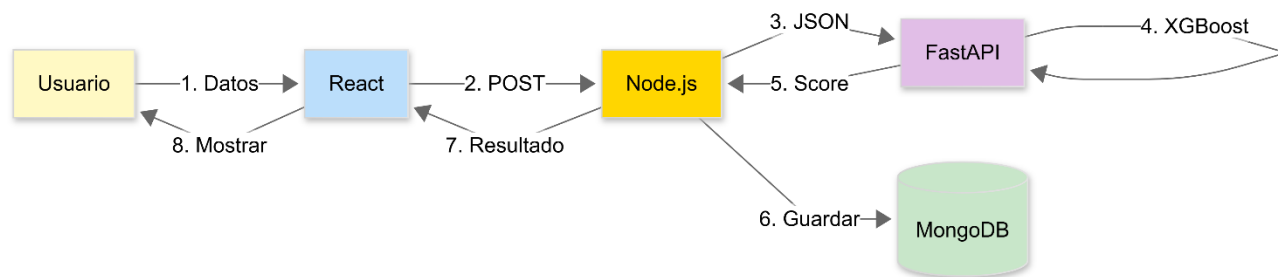 3. JSON
4. XGBoost
FastAPI
Usuario
1. Datos
React
2. POST
Node.js
5. Score
8. Mostrar
7. Resultado
6. Guardar
MongoDB